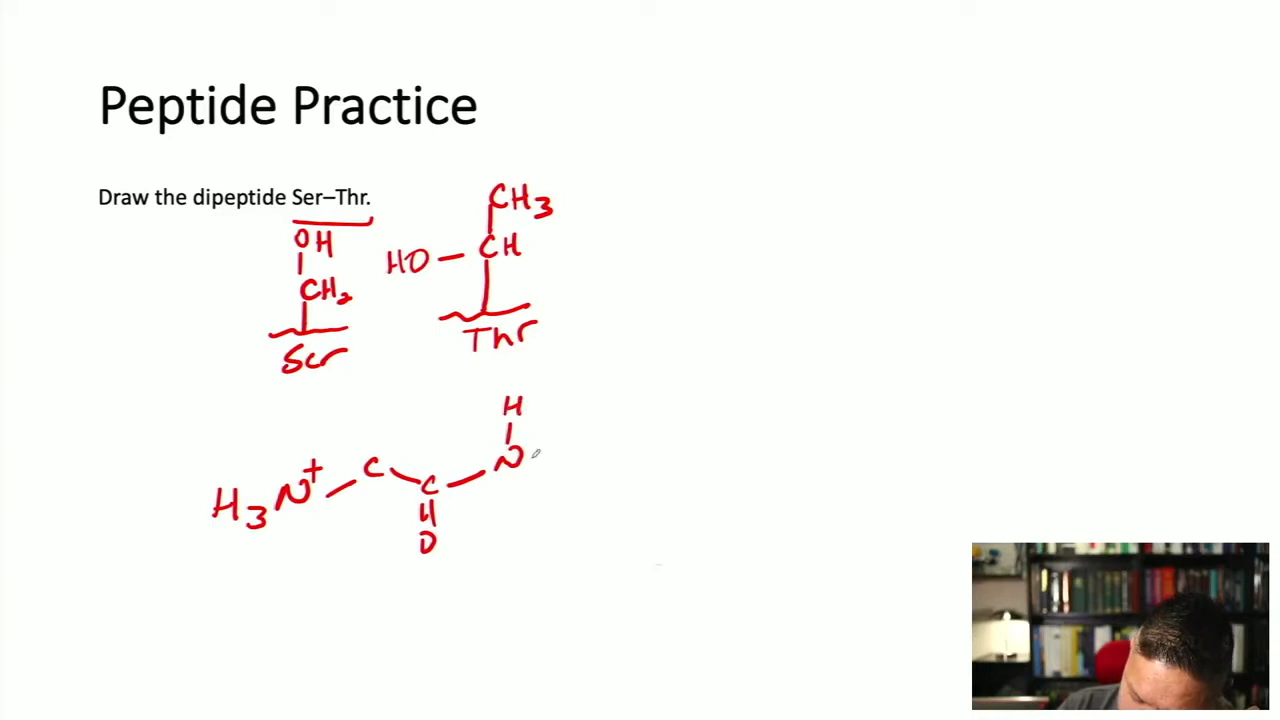 Peptide Practice
Draw the dipeptide Ser–Thr.
CH3
OH
HO – CH
CH2
Ser
Thr
H
H3N+ – C
N
C
O